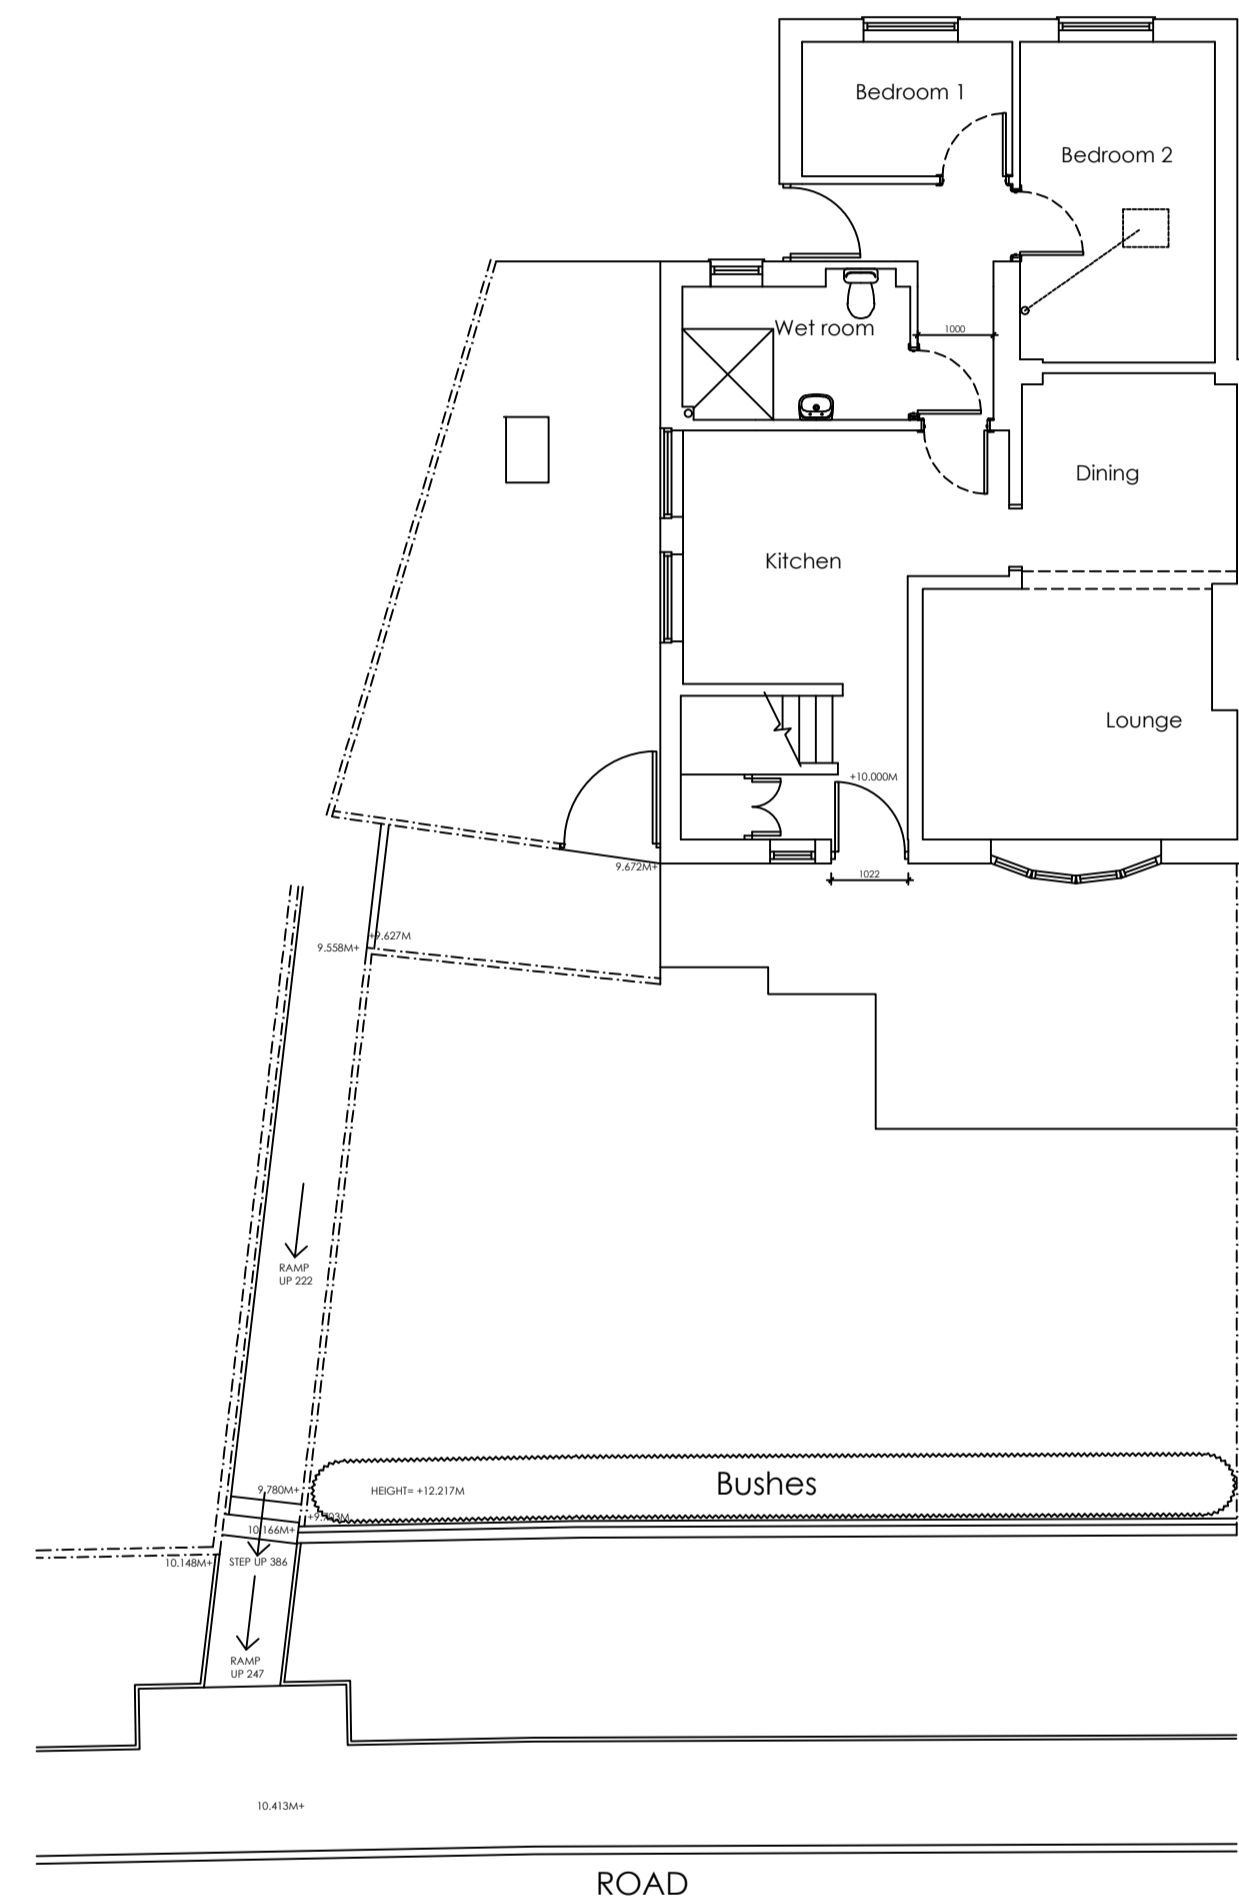 Bedroom 1
Bedroom 2
Wet room
1000
Dining
Kitchen
Lounge
+10.000M
9.672M+
1022
+9.627M
9.558M+
RAMP
UP 222
9.780M+
HEIGHT= +12.217M
Bushes
10.166M+
10.148M+
STEP UP 386
RAMP
UP 247
10.413M+
ROAD